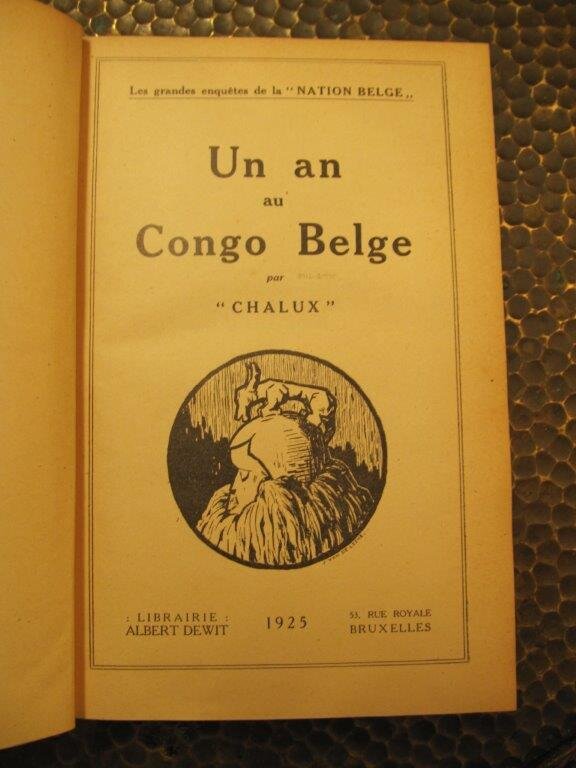 Les grandes enquêtes de la “NATION BELGE„
Un an
au
Congo Belge
par
“CHALUX”
: LIBRAIRIE :
ALBERT DEWIT
1925
53, RUE ROYALE
BRUXELLES